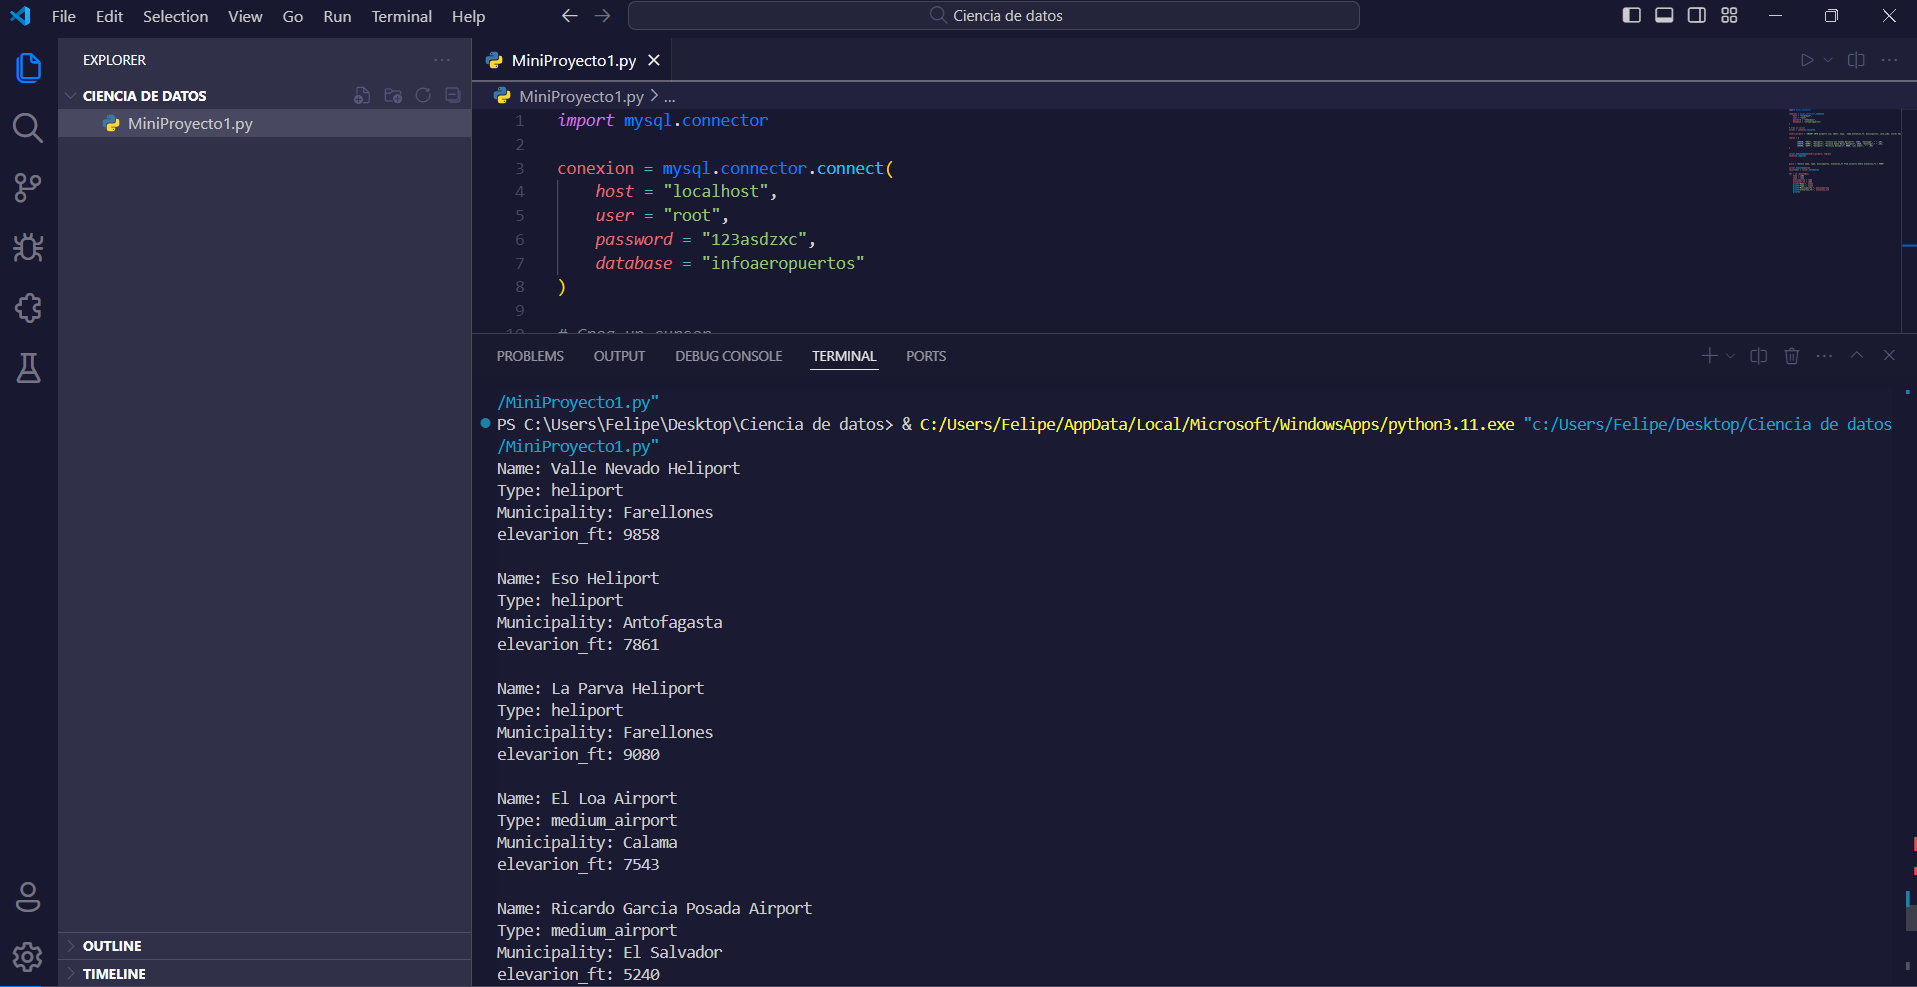 File Edit Selection View Go Run Terminal Help
Ciencia de datos
EXPLORER
CIENCIA DE DATOS
MiniProyecto1.py
OUTLINE
TIMELINE
MiniProyecto1.py
MiniProyecto1.py > ...
1 import mysql.connector
2
3 conexion = mysql.connector.connect(
4 host = "localhost",
5 user = "root",
6 password = "123asdzxc",
7 database = "infoaeropuertos"
8 )
9
10 # Crea un cursor
PROBLEMS OUTPUT DEBUG CONSOLE TERMINAL PORTS
/MiniProyecto1.py"
PS C:\Users\Felipe\Desktop\Ciencia de datos> & C:/Users/Felipe/AppData/Local/Microsoft/WindowsApps/python3.11.exe "c:/Users/Felipe/Desktop/Ciencia de datos
/MiniProyecto1.py"
Name: Valle Nevado Heliport
Type: heliport
Municipality: Farellones
elevarion_ft: 9858
Name: Eso Heliport
Type: heliport
Municipality: Antofagasta
elevarion_ft: 7861
Name: La Parva Heliport
Type: heliport
Municipality: Farellones
elevarion_ft: 9080
Name: El Loa Airport
Type: medium_airport
Municipality: Calama
elevarion_ft: 7543
Name: Ricardo Garcia Posada Airport
Type: medium_airport
Municipality: El Salvador
elevarion_ft: 5240